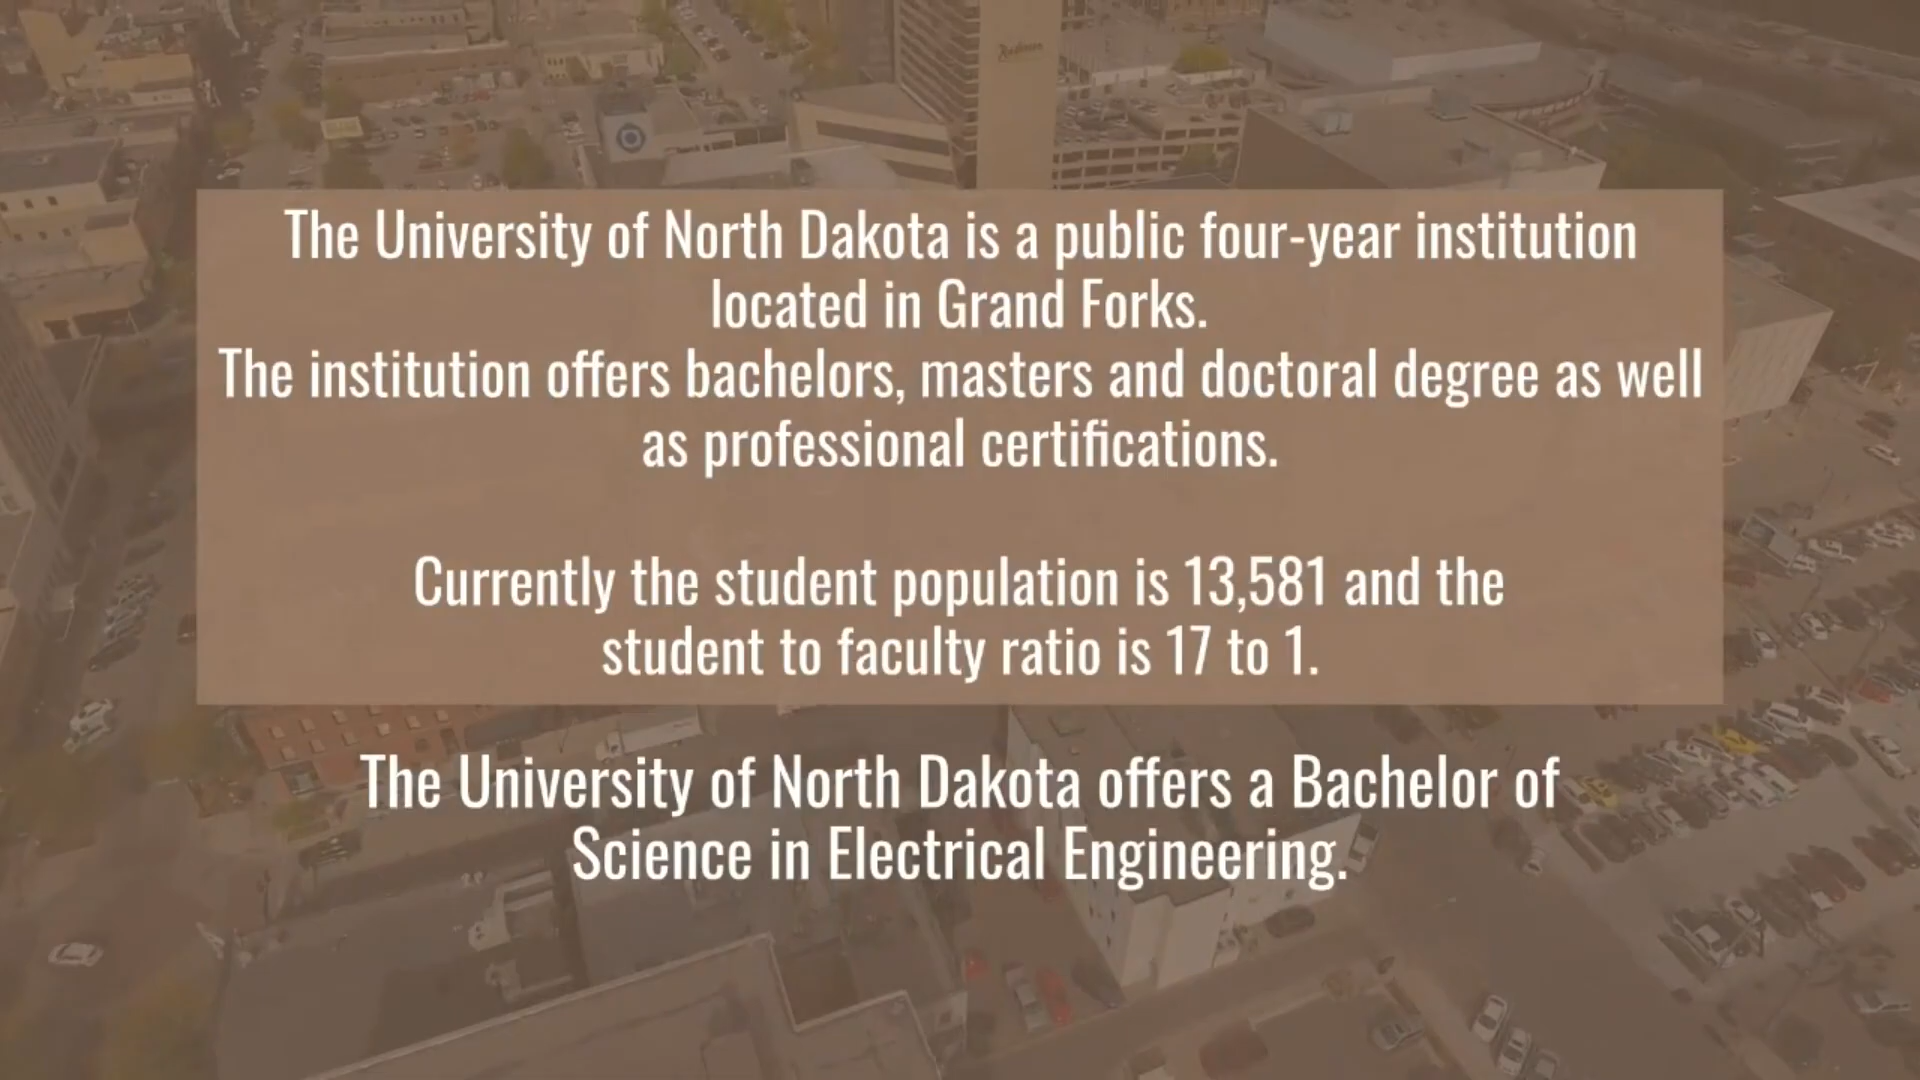 Radisson
The University of North Dakota is a public four-year institution
located in Grand Forks.
The institution offers bachelors, masters and doctoral degree as well
as professional certifications.
Currently the student population is 13,581 and the
student to faculty ratio is 17 to 1.
The University of North Dakota offers a Bachelor of
Science in Electrical Engineering.